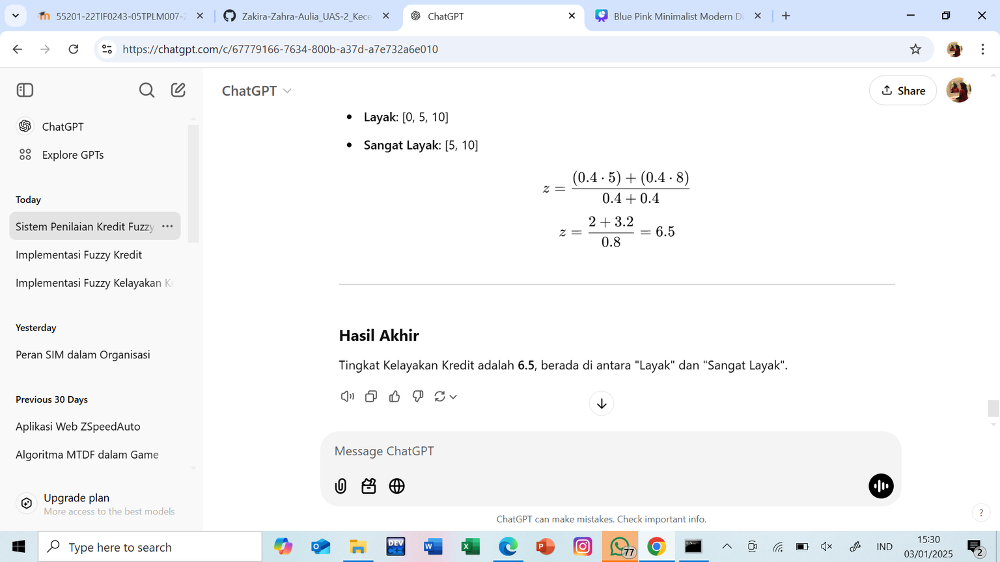 55201-22TIF0243-05TPLM007-2
Zakira-Zahra-Aulia_UAS-2_Kece
ChatGPT
Blue Pink Minimalist Modern Di
https://chatgpt.com/c/67779166-7634-800b-a37d-a7e732a6e010
ChatGPT
Share
ChatGPT
Explore GPTs
Today
Sistem Penilaian Kredit Fuzzy
Implementasi Fuzzy Kredit
Implementasi Fuzzy Kelayakan Kr
Yesterday
Peran SIM dalam Organisasi
Previous 30 Days
Aplikasi Web ZSpeedAuto
Algoritma MTDF dalam Game
Upgrade plan
More access to the best models
• Layak: [0, 5, 10]
• Sangat Layak: [5, 10]
z = (0.4 · 5) + (0.4 · 8) / 0.4 + 0.4
z = 2 + 3.2 / 0.8 = 6.5
Hasil Akhir
Tingkat Kelayakan Kredit adalah 6.5, berada di antara "Layak" dan "Sangat Layak".
Message ChatGPT
ChatGPT can make mistakes. Check important info.
?
Type here to search
DEV C++
77
IND
15:30
03/01/2025
2